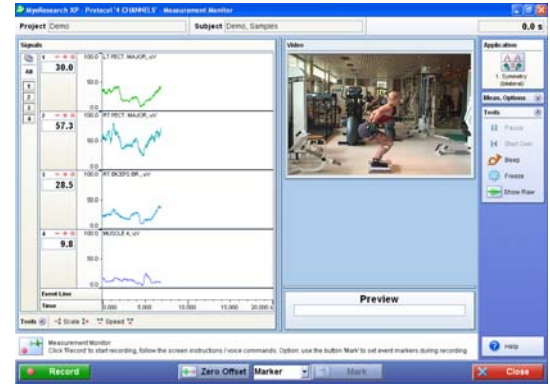 MyoResearch XP : Protocol '4 CHANNELS' - Measurement Monitor
Project Demo Subject Demo, Samples 0.0 s
Signals
Video
Application
1. Symmetry
(bilateral)
Meas. Options
Tools
Pause
Start Over
Beep
Freeze
Show Raw
All
1
2
3
4
1
30.0
100.0 LT PECT. MAJOR, uV
50.0
0.0
2
57.3
100.0 RT PECT. MAJOR, uV
50.0
0.0
3
28.5
100.0 RT BICEPS BR., uV
50.0
0.0
4
9.8
100.0 MUSCLE 4, uV
50.0
0.0
Event Line
Time 0.000 5.000 10.000 15.000 20.000 s
Tools Scale Speed
Preview
Measurement Monitor
Click 'Record' to start recording, follow the screen instructions / voice commands. Option: use the button 'Mark' to set event markers during recording.
Help
Record Zero Offset Marker Mark Close